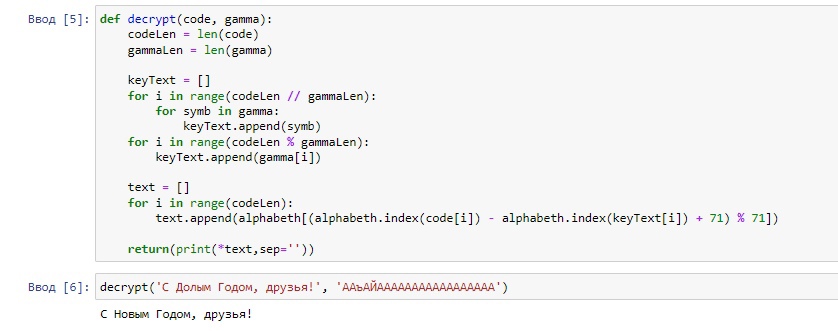 Ввод [5]: def decrypt(code, gamma):
    codeLen = len(code)
    gammaLen = len(gamma)

    keyText = []
    for i in range(codeLen // gammaLen):
        for symb in gamma:
            keyText.append(symb)
    for i in range(codeLen % gammaLen):
        keyText.append(gamma[i])

    text = []
    for i in range(codeLen):
        text.append(alphabeth[(alphabeth.index(code[i]) - alphabeth.index(keyText[i]) + 71) % 71])

    return(print(*text,sep=''))
Ввод [6]: decrypt('С Долым Годом, друзья!', 'ААъАЙААААААААААААААААА')
С Новым Годом, друзья!